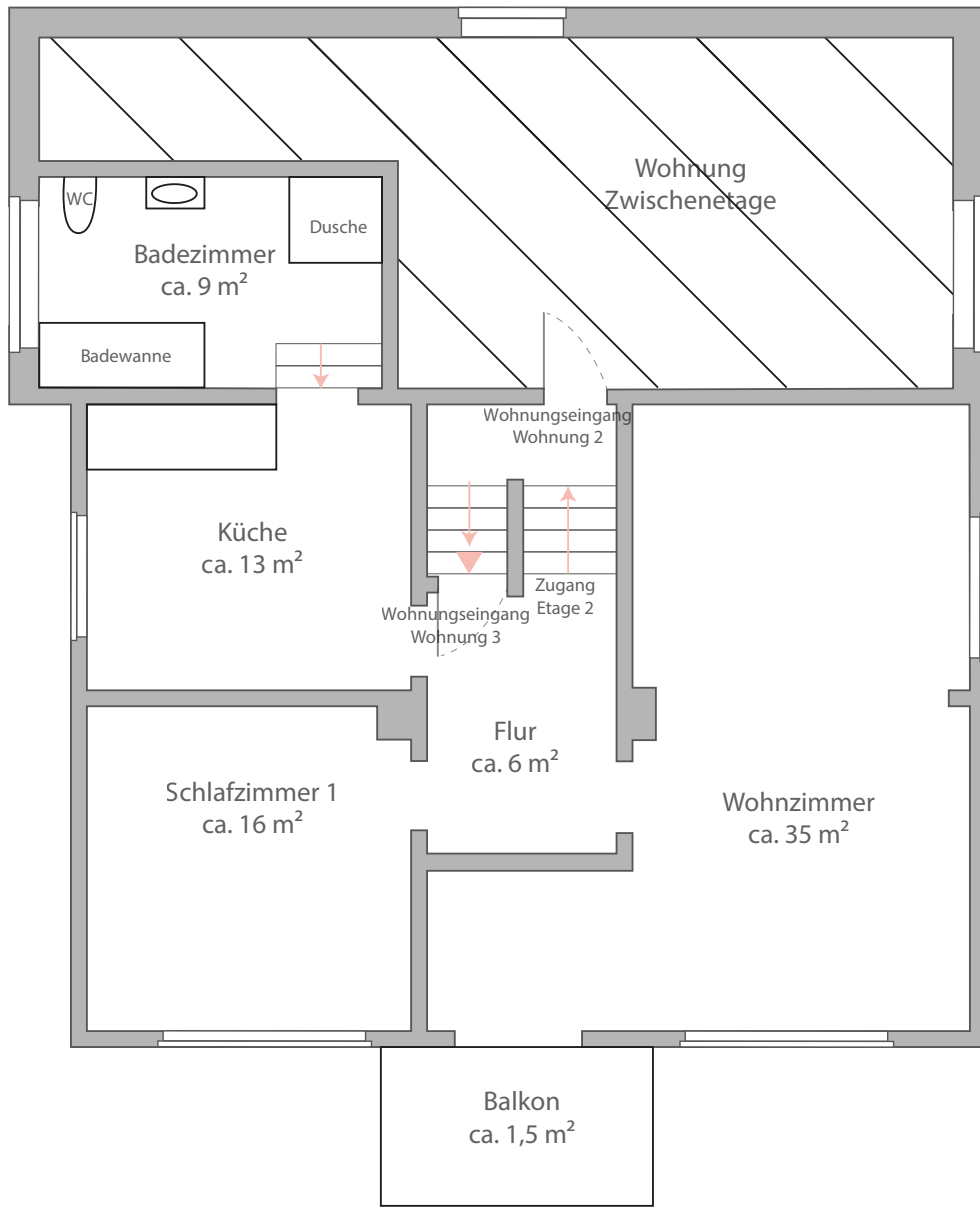 Wohnung
Zwischenetage
WC
Dusche
Badezimmer
ca. 9 m²
Badewanne
Wohnungseingang
Wohnung 2
Küche
ca. 13 m²
Zugang
Etage 2
Wohnungseingang
Wohnung 3
Flur
ca. 6 m²
Schlafzimmer 1
ca. 16 m²
Wohnzimmer
ca. 35 m²
Balkon
ca. 1,5 m²